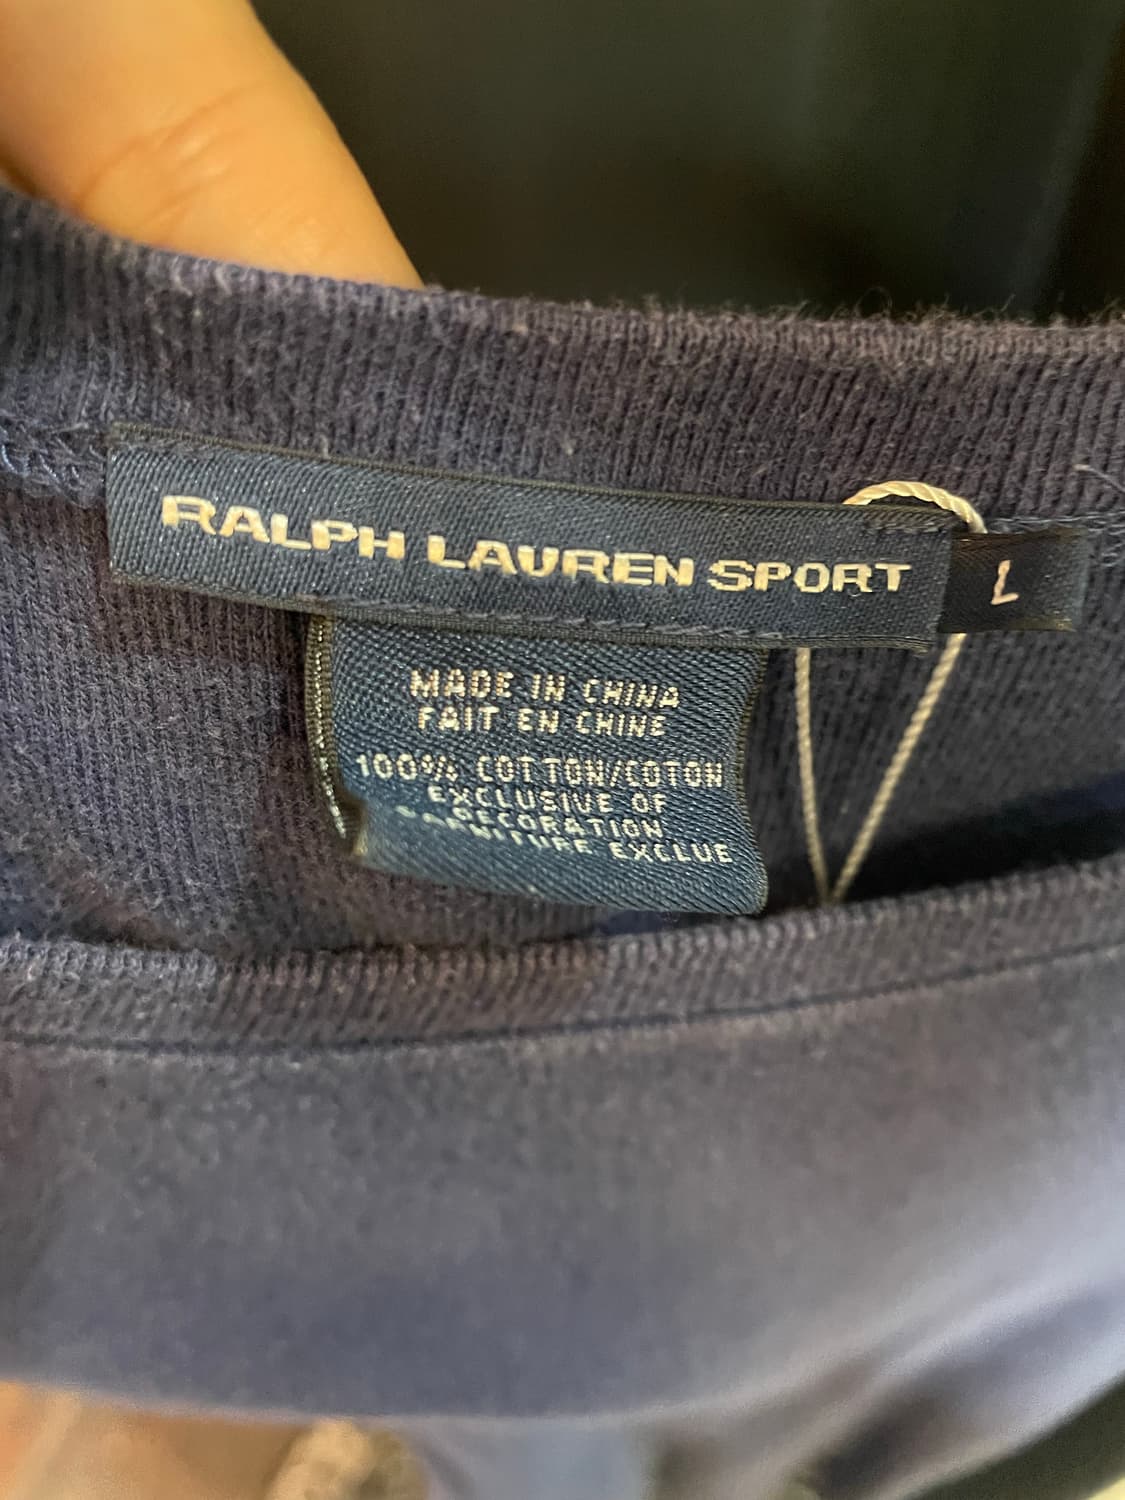 RALPH LAUREN SPORT
L
MADE IN CHINA
FAIT EN CHINE
100% COTTON/COTON
EXCLUSIVE OF
DECORATION
GARNITURE EXCLUE